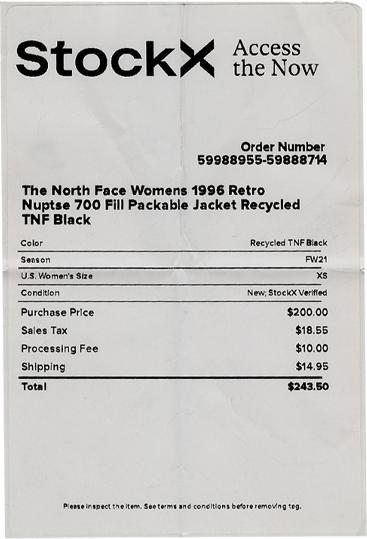 StockX Access
the Now
Order Number
59988955-59888714
The North Face Womens 1996 Retro
Nuptse 700 Fill Packable Jacket Recycled
TNF Black
Color Recycled TNF Black
Season FW21
U.S. Women's Size XS
Condition New; StockX Verified
Purchase Price $200.00
Sales Tax $18.55
Processing Fee $10.00
Shipping $14.95
Total $243.50
Please inspect the item. See terms and conditions before removing tag.